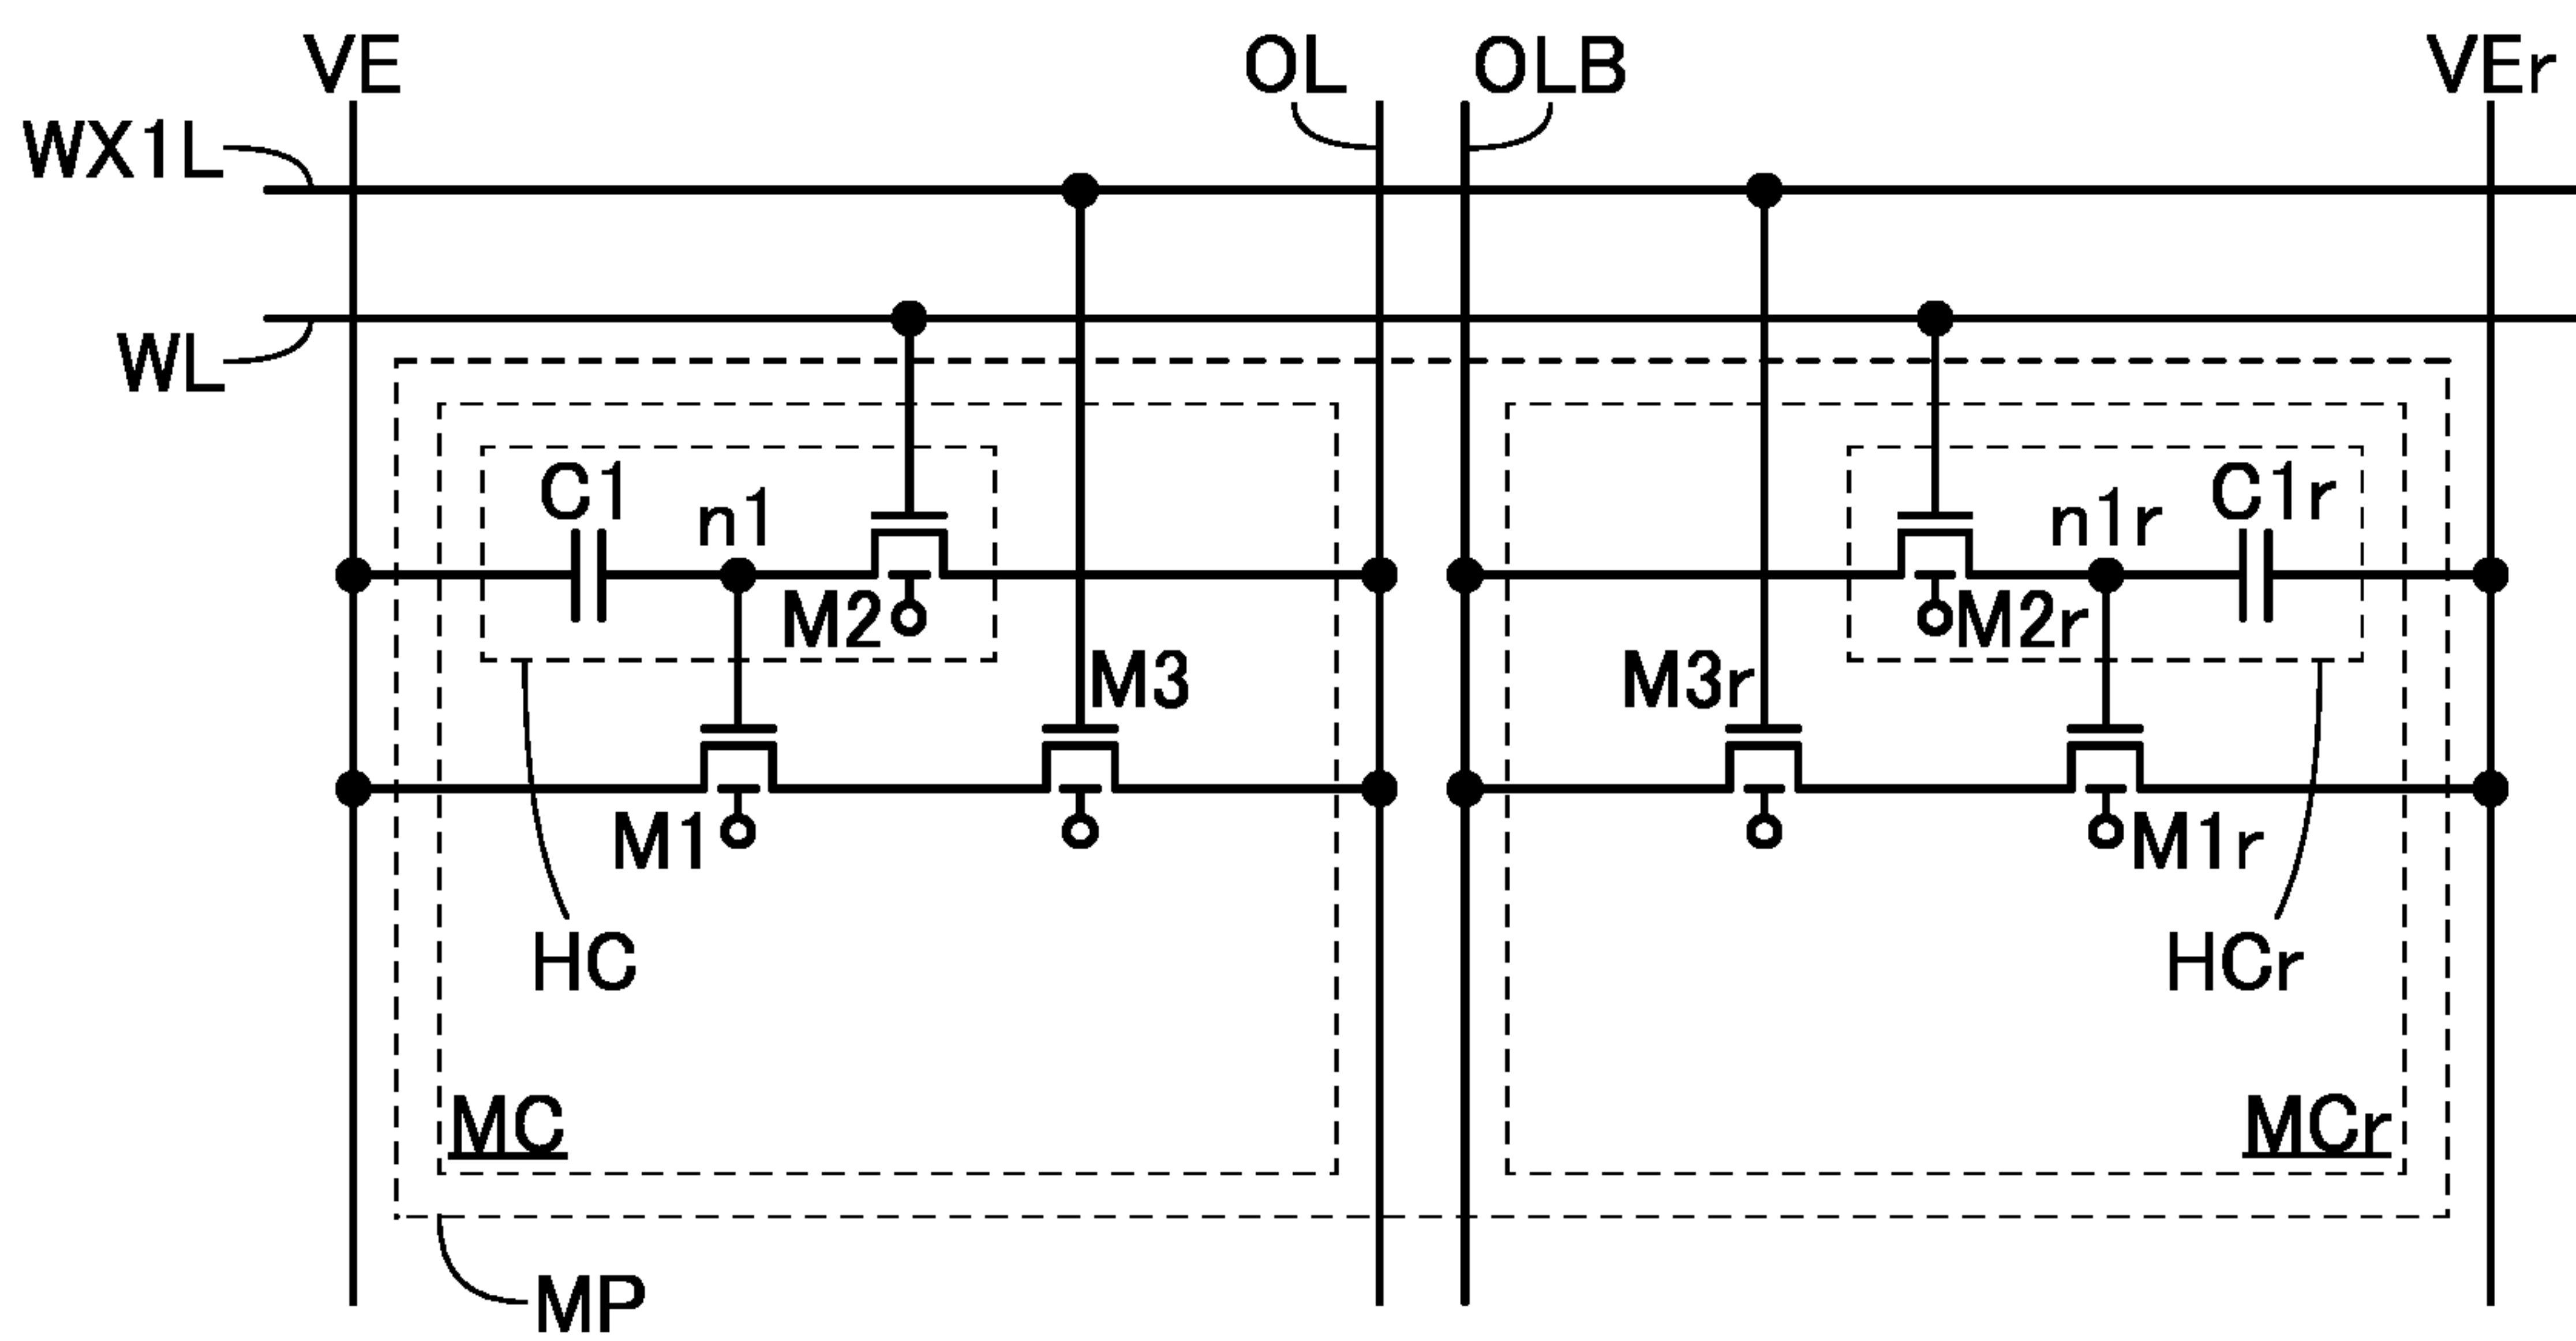 VE OL OLB VEr
WX1L
WL
C1 n1 n1r C1r
M2 M2r
M3 M3r
M1 M1r
HC HCr
MC MCr
MP